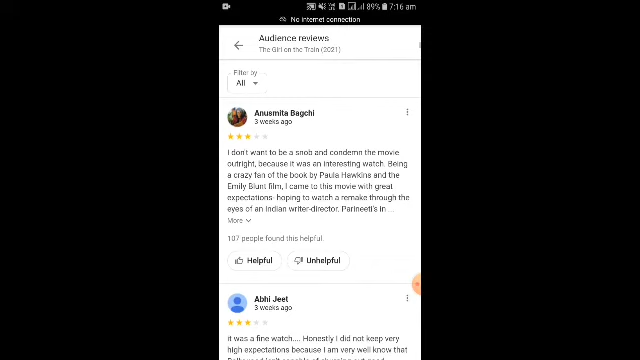 89% 7:16 am
No internet connection
Audience reviews
The Girl on the Train (2021)
Filter by
All
Anusmita Bagchi
3 weeks ago
I don't want to be a snob and condemn the movie
outright, because it was an interesting watch. Being
a crazy fan of the book by Paula Hawkins and the
Emily Blunt film, I came to this movie with great
expectations- hoping to watch a remake through the
eyes of an Indian writer-director. Parineeti's in ...
More
107 people found this helpful.
Helpful Unhelpful
Abhi Jeet
3 weeks ago
it was a fine watch.... Honestly I did not keep very
high expectations because I am very well know that